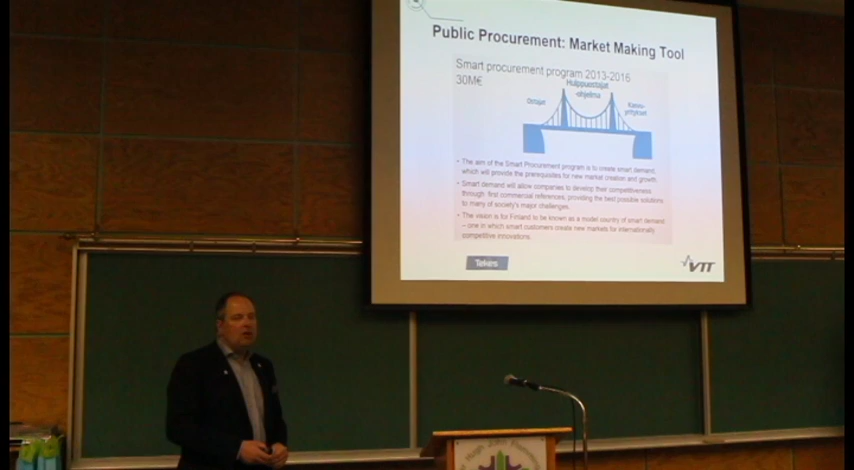 Public Procurement: Market Making Tool
Smart procurement program 2013-2016
30M€
Huippuostajat
-ohjelma
Ostajat
Kasvu-
yritykset
• The aim of the Smart Procurement program is to create smart demand,
which will provide the prerequisites for new market creation and growth.
• Smart demand will allow companies to develop their competitiveness
through first commercial references, providing the best possible solutions
to many of society's major challenges.
• The vision is for Finland to be known as a model country of smart demand
– one in which smart customers create new markets for internationally
competitive innovations.
Tekes
VTT
Hugh John